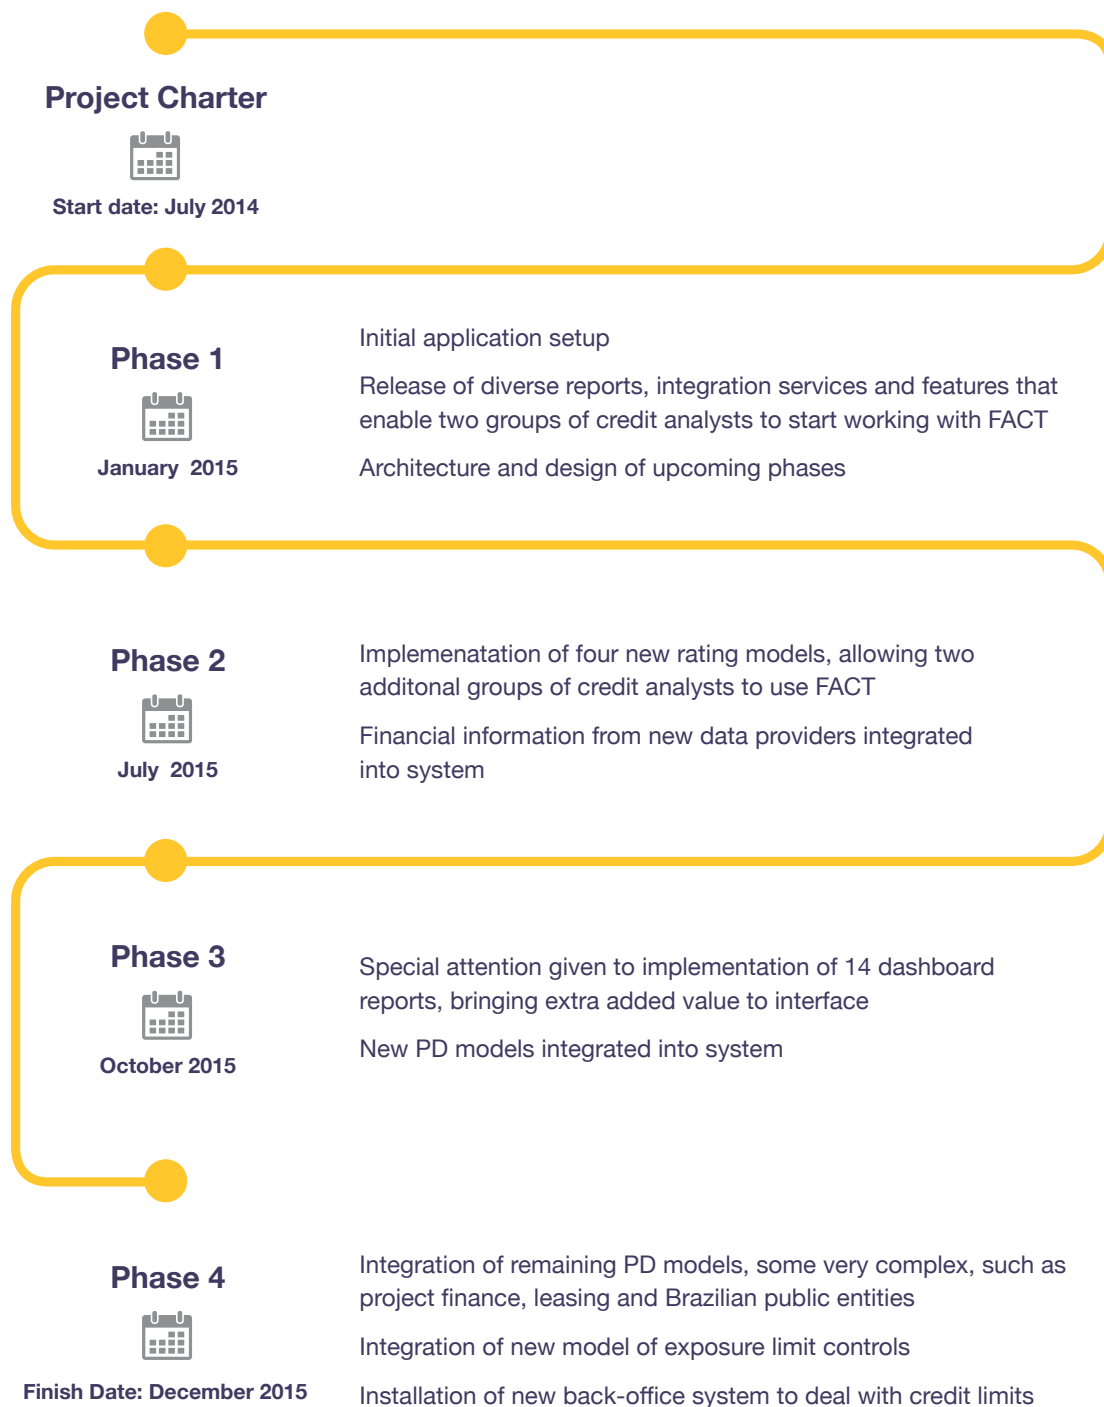 Project Charter
Start date: July 2014
Phase 1
January 2015
Initial application setup
Release of diverse reports, integration services and features that
enable two groups of credit analysts to start working with FACT
Architecture and design of upcoming phases
Phase 2
July 2015
Implemenatation of four new rating models, allowing two
additonal groups of credit analysts to use FACT
Financial information from new data providers integrated
into system
Phase 3
October 2015
Special attention given to implementation of 14 dashboard
reports, bringing extra added value to interface
New PD models integrated into system
Phase 4
Finish Date: December 2015
Integration of remaining PD models, some very complex, such as
project finance, leasing and Brazilian public entities
Integration of new model of exposure limit controls
Installation of new back-office system to deal with credit limits